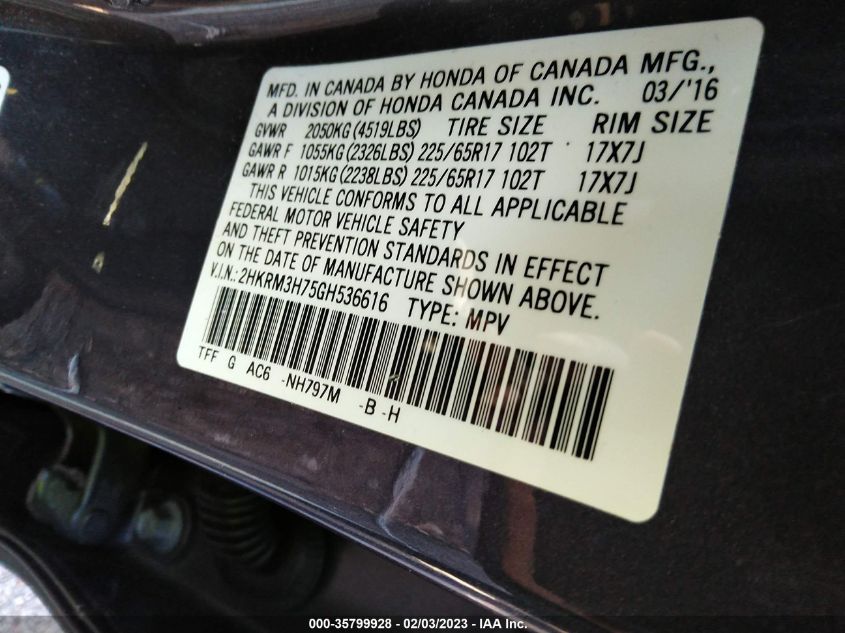 MFD. IN CANADA BY HONDA OF CANADA MFG.,
A DIVISION OF HONDA CANADA INC. 03/'16
GVWR 2050KG(4519LBS) TIRE SIZE RIM SIZE
GAWR F 1055KG(2326LBS) 225/65R17 102T 17X7J
GAWR R 1015KG(2238LBS) 225/65R17 102T 17X7J
THIS VEHICLE CONFORMS TO ALL APPLICABLE
FEDERAL MOTOR VEHICLE SAFETY
AND THEFT PREVENTION STANDARDS IN EFFECT
ON THE DATE OF MANUFACTURE SHOWN ABOVE.
V.I.N.:2HKRM3H75GH536616 TYPE: MPV
TFF G AC6 -NH797M -B -H
000-35799928 - 02/03/2023 - IAA Inc.